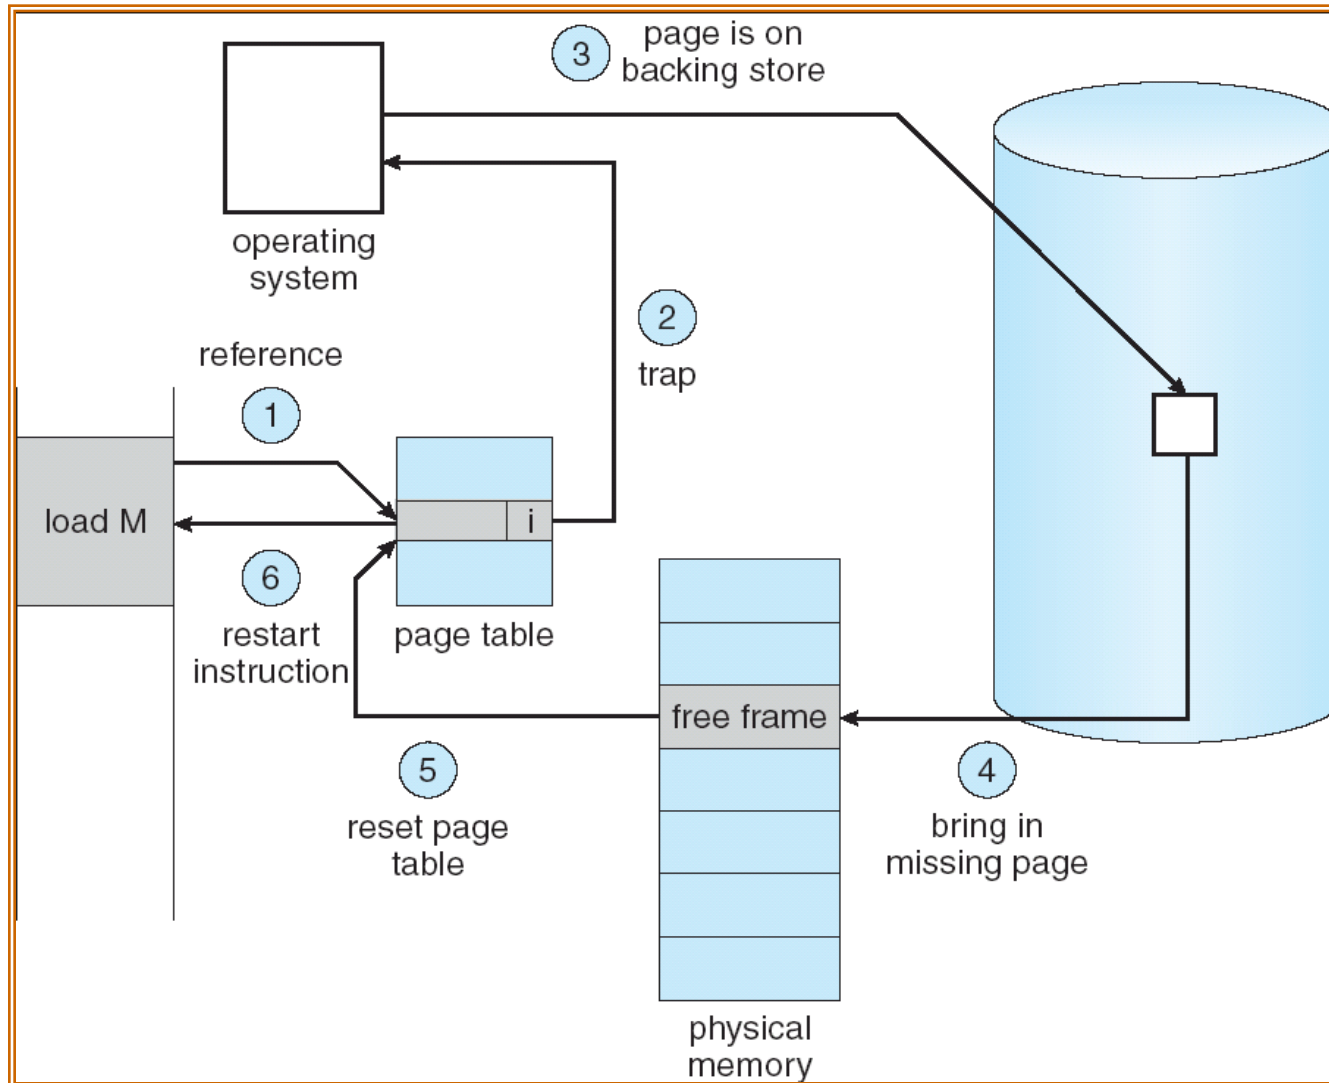 3
page is on
backing store
operating
system
2
trap
reference
1
load M
i
6
restart
instruction
page table
free frame
5
reset page
table
4
bring in
missing page
physical
memory